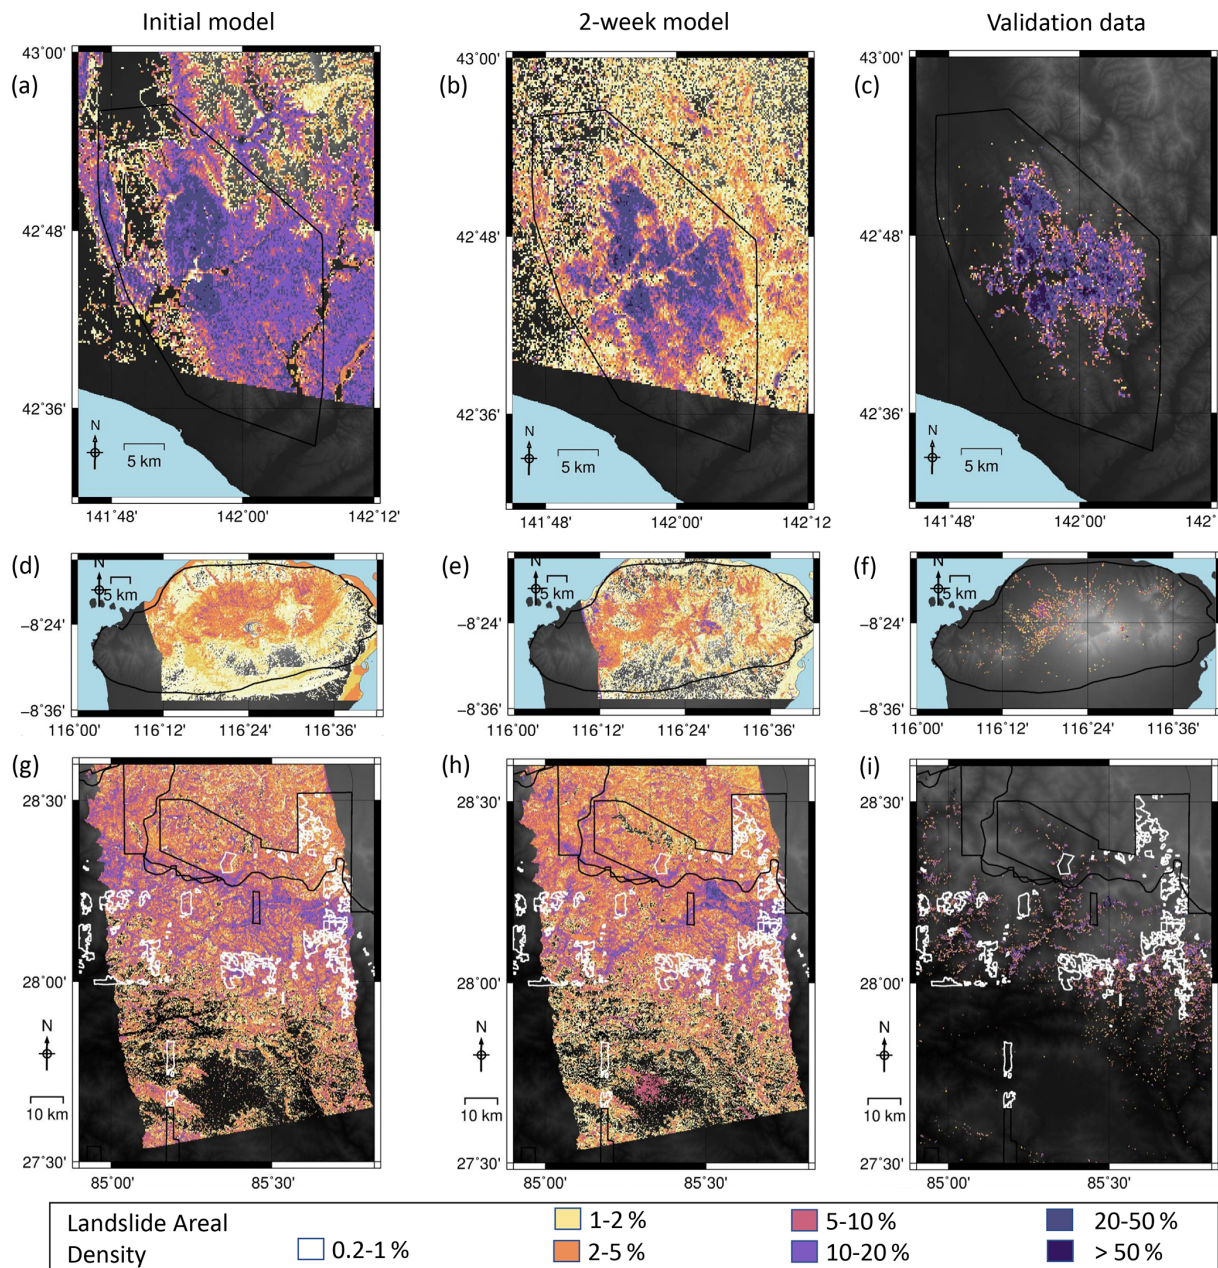 Initial model
2-week model
Validation data
(a)
(b)
(c)
43°00'
42°48'
42°36'
N
5 km
141°48'
142°00'
142°12'
43°00'
42°48'
42°36'
N
5 km
141°48'
142°00'
142°12
43°00'
42°48'
42°36'
N
5 km
141°48'
142°00'
142°
(d)
(e)
(f)
N
5 km
−8°24'
−8°36'
116°00'
116°12'
116°24'
116°36'
N
5 km
−8°24'
−8°36'
116°00'
116°12'
116°24'
116°36'
N
5 km
−8°24'
−8°36'
116°00'
116°12'
116°24'
116°36'
(g)
(h)
(i)
28°30'
28°00'
27°30'
N
10 km
85°00'
85°30'
28°30'
28°00'
27°30'
N
10 km
85°00'
85°30'
28°30'
28°00'
27°30'
N
10 km
85°00'
85°30'
Landslide Areal
Density
0.2-1 %
1-2 %
2-5 %
5-10 %
10-20 %
20-50 %
> 50 %